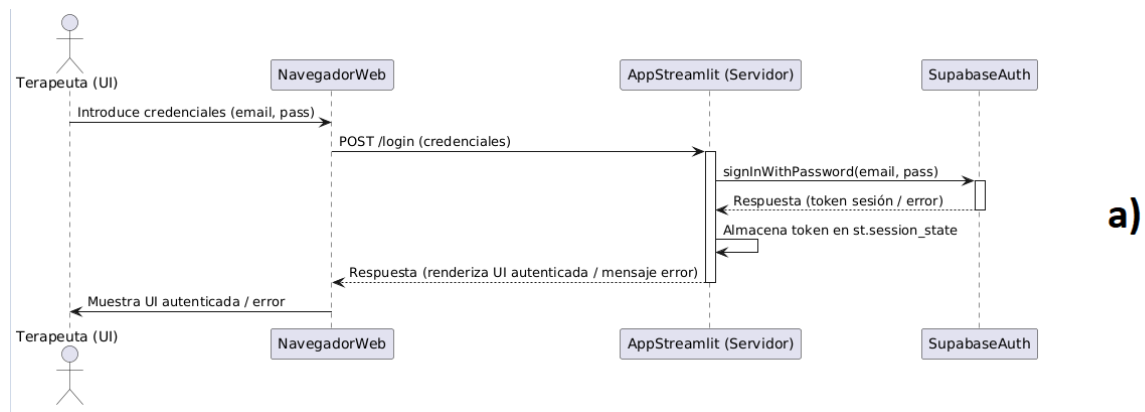 Terapeuta (UI)
NavegadorWeb
AppStreamlit (Servidor)
SupabaseAuth
Introduce credenciales (email, pass)
POST /login (credenciales)
signInWithPassword(email, pass)
Respuesta (token sesión / error)
a)
Almacena token en st.session_state
Respuesta (renderiza UI autenticada / mensaje error)
Muestra UI autenticada / error
Terapeuta (UI)
NavegadorWeb
AppStreamlit (Servidor)
SupabaseAuth